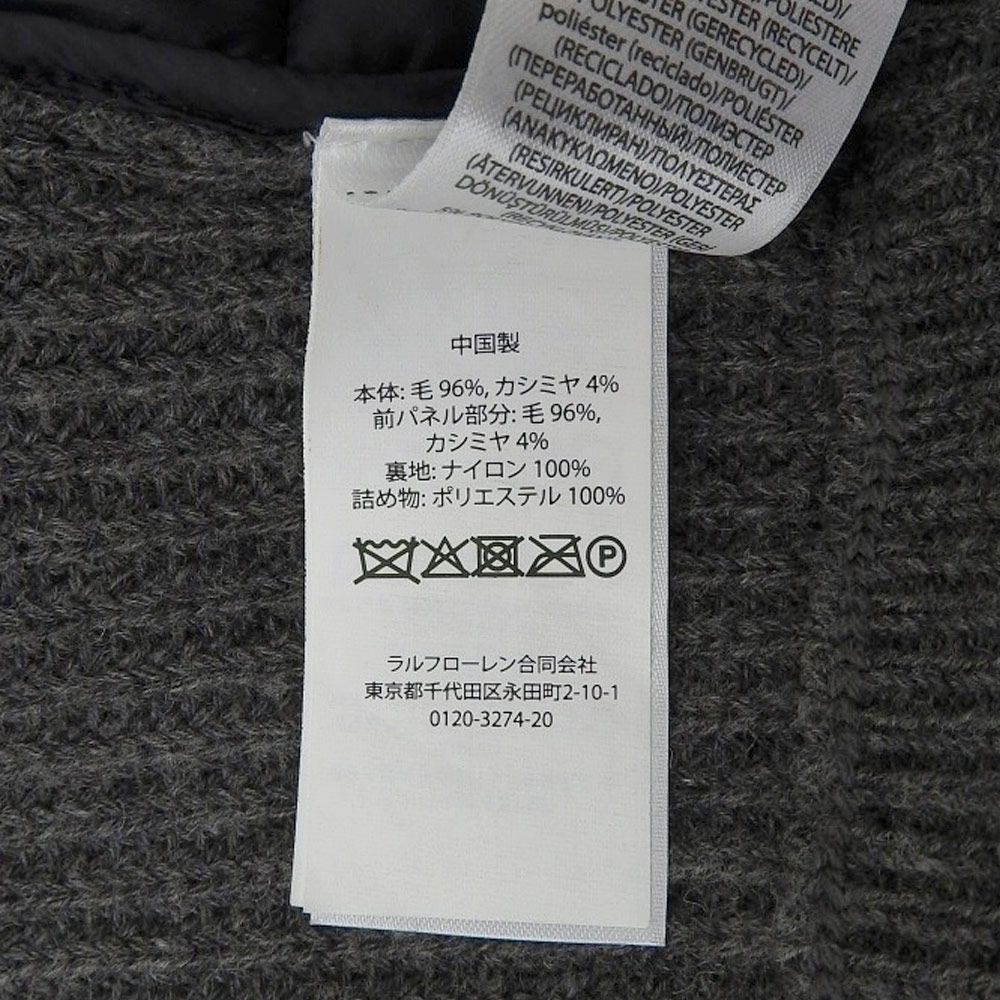 POLYESTER (RECYCELT)/
POLYESTER (GERECYCLED)/
POLYESTER (GENBRUGT)/
poliéster (reciclado)/POLIÉSTER
(RECICLADO)/ПОЛИЭСТЕР
(ПЕРЕРАБОТАННЫЙ)/ПОЛИЕСТЕР
(РЕЦИКЛИРАН)/ΠΟΛΥΕΣΤΕΡΑΣ
(ΑΝΑΚΥΚΛΩΜΕΝΟ)/POLYESTER
(RESIRKULERT)/POLYESTER
(ÅTERVUNNEN)/POLYESTER
DÖNÜŞTÜRÜLMÜŞ
中国製
本体: 毛 96%, カシミヤ 4%
前パネル部分: 毛 96%,
カシミヤ 4%
裏地: ナイロン 100%
詰め物: ポリエステル 100%
P
ラルフローレン合同会社
東京都千代田区永田町2-10-1
0120-3274-20